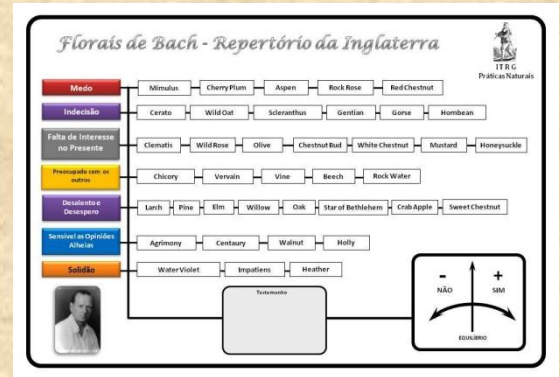 Florais de Bach - Repertório da Inglaterra
ITRG
Práticas Naturais
Medo Mimulus Cherry Plum Aspen Rock Rose Red Chestnut
Indecisão Cerato Wild Oat Scleranthus Gentian Gorse Hornbean
Falta de Interesse
no Presente Clematis Wild Rose Olive Chestnut Bud White Chestnut Mustard Honeysuckle
Preocupado com os
outros Chicory Vervain Vine Beech Rock Water
Desalento e
Desespero Larch Pine Elm Willow Oak Star of Bethlehem Crab Apple Sweet Chestnut
Sensível as Opiniões
Alheias Agrimony Centaury Walnut Holly
Solidão Water Violet Impatiens Heather
Testemunho
- +
NÃO SIM
EQUILÍBRIO